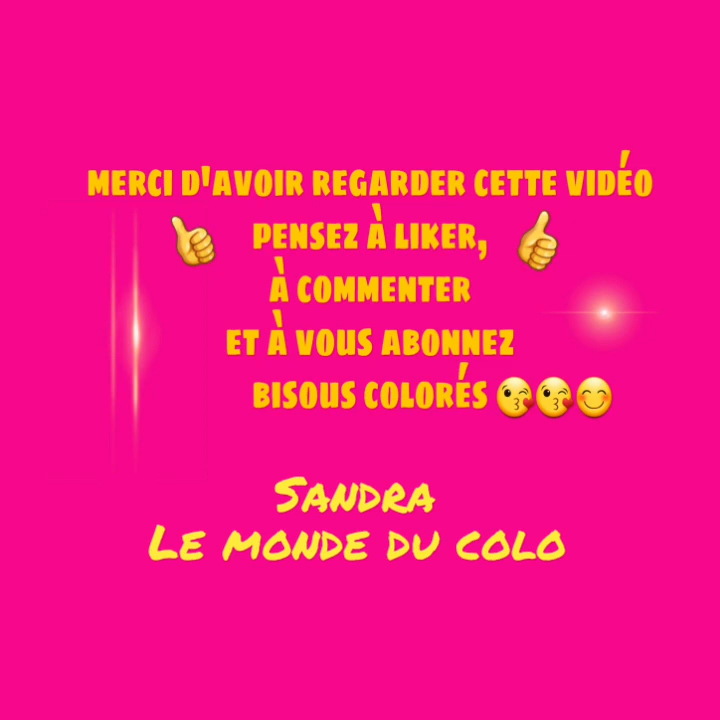 MERCI D'AVOIR REGARDER CETTE VIDÉO
PENSEZ À LIKER,
À COMMENTER
ET À VOUS ABONNEZ
BISOUS COLORÉS
SANDRA
LE MONDE DU COLO